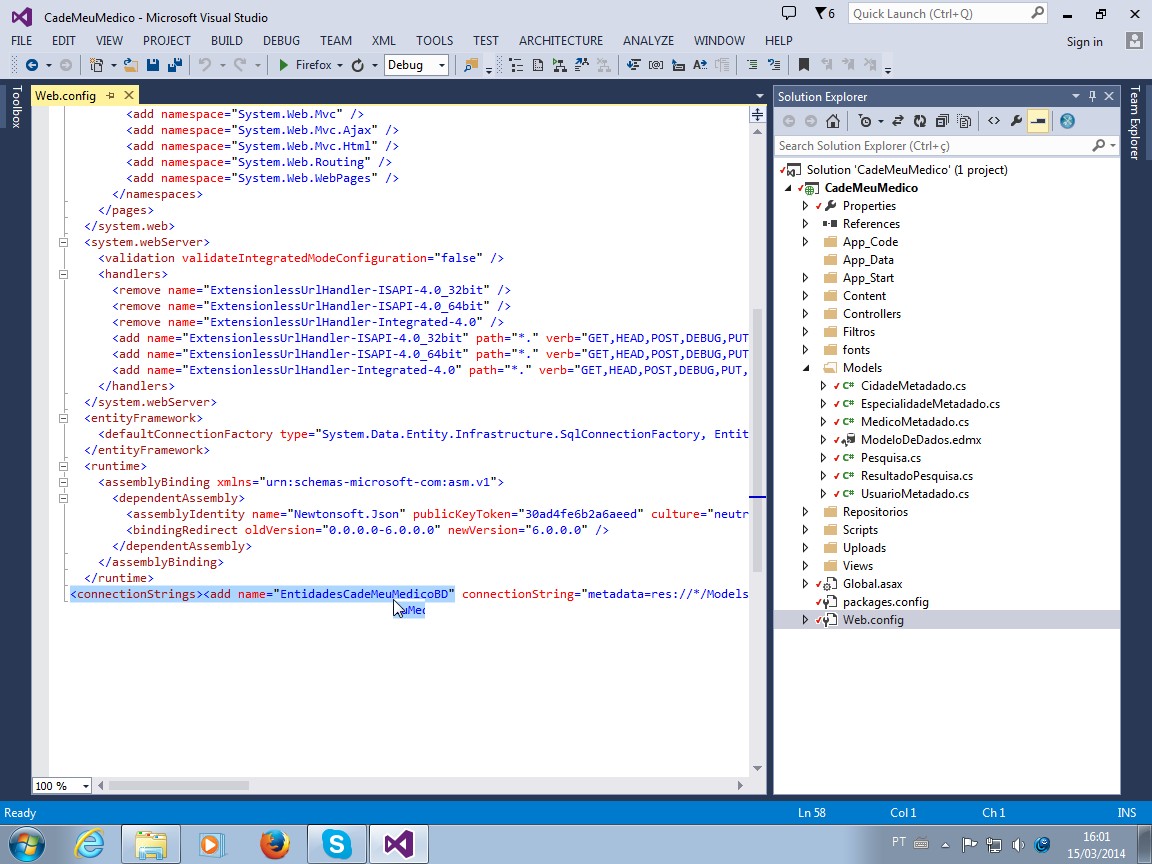 CadeMeuMedico - Microsoft Visual Studio
6
Quick Launch (Ctrl+Q)
FILE EDIT VIEW PROJECT BUILD DEBUG TEAM XML TOOLS TEST ARCHITECTURE ANALYZE WINDOW HELP
Sign in
Firefox
Debug
Toolbox
Web.config
<add namespace="System.Web.Mvc" />
<add namespace="System.Web.Mvc.Ajax" />
<add namespace="System.Web.Mvc.Html" />
<add namespace="System.Web.Routing" />
<add namespace="System.Web.WebPages" />
</namespaces>
</pages>
</system.web>
<system.webServer>
<validation validateIntegratedModeConfiguration="false" />
<handlers>
<remove name="ExtensionlessUrlHandler-ISAPI-4.0_32bit" />
<remove name="ExtensionlessUrlHandler-ISAPI-4.0_64bit" />
<remove name="ExtensionlessUrlHandler-Integrated-4.0" />
<add name="ExtensionlessUrlHandler-ISAPI-4.0_32bit" path="*." verb="GET,HEAD,POST,DEBUG,PUT
<add name="ExtensionlessUrlHandler-ISAPI-4.0_64bit" path="*." verb="GET,HEAD,POST,DEBUG,PUT
<add name="ExtensionlessUrlHandler-Integrated-4.0" path="*." verb="GET,HEAD,POST,DEBUG,PUT,
</handlers>
</system.webServer>
<entityFramework>
<defaultConnectionFactory type="System.Data.Entity.Infrastructure.SqlConnectionFactory, Entit
</entityFramework>
<runtime>
<assemblyBinding xmlns="urn:schemas-microsoft-com:asm.v1">
<dependentAssembly>
<assemblyIdentity name="Newtonsoft.Json" publicKeyToken="30ad4fe6b2a6aeed" culture="neutr
<bindingRedirect oldVersion="0.0.0.0-6.0.0.0" newVersion="6.0.0.0" />
</dependentAssembly>
</assemblyBinding>
</runtime>
<connectionStrings><add name="EntidadesCadeMeuMedicoBD" connectionString="metadata=res://*/Models
100 %
Solution Explorer
Search Solution Explorer (Ctrl+ç)
Solution 'CadeMeuMedico' (1 project)
CadeMeuMedico
Properties
References
App_Code
App_Data
App_Start
Content
Controllers
Filtros
fonts
Models
CidadeMetadado.cs
EspecialidadeMetadado.cs
MedicoMetadado.cs
ModeloDeDados.edmx
Pesquisa.cs
ResultadoPesquisa.cs
UsuarioMetadado.cs
Repositorios
Scripts
Uploads
Views
Global.asax
packages.config
Web.config
Team Explorer
Ready
Ln 58
Col 1
Ch 1
INS
PT
16:01
15/03/2014